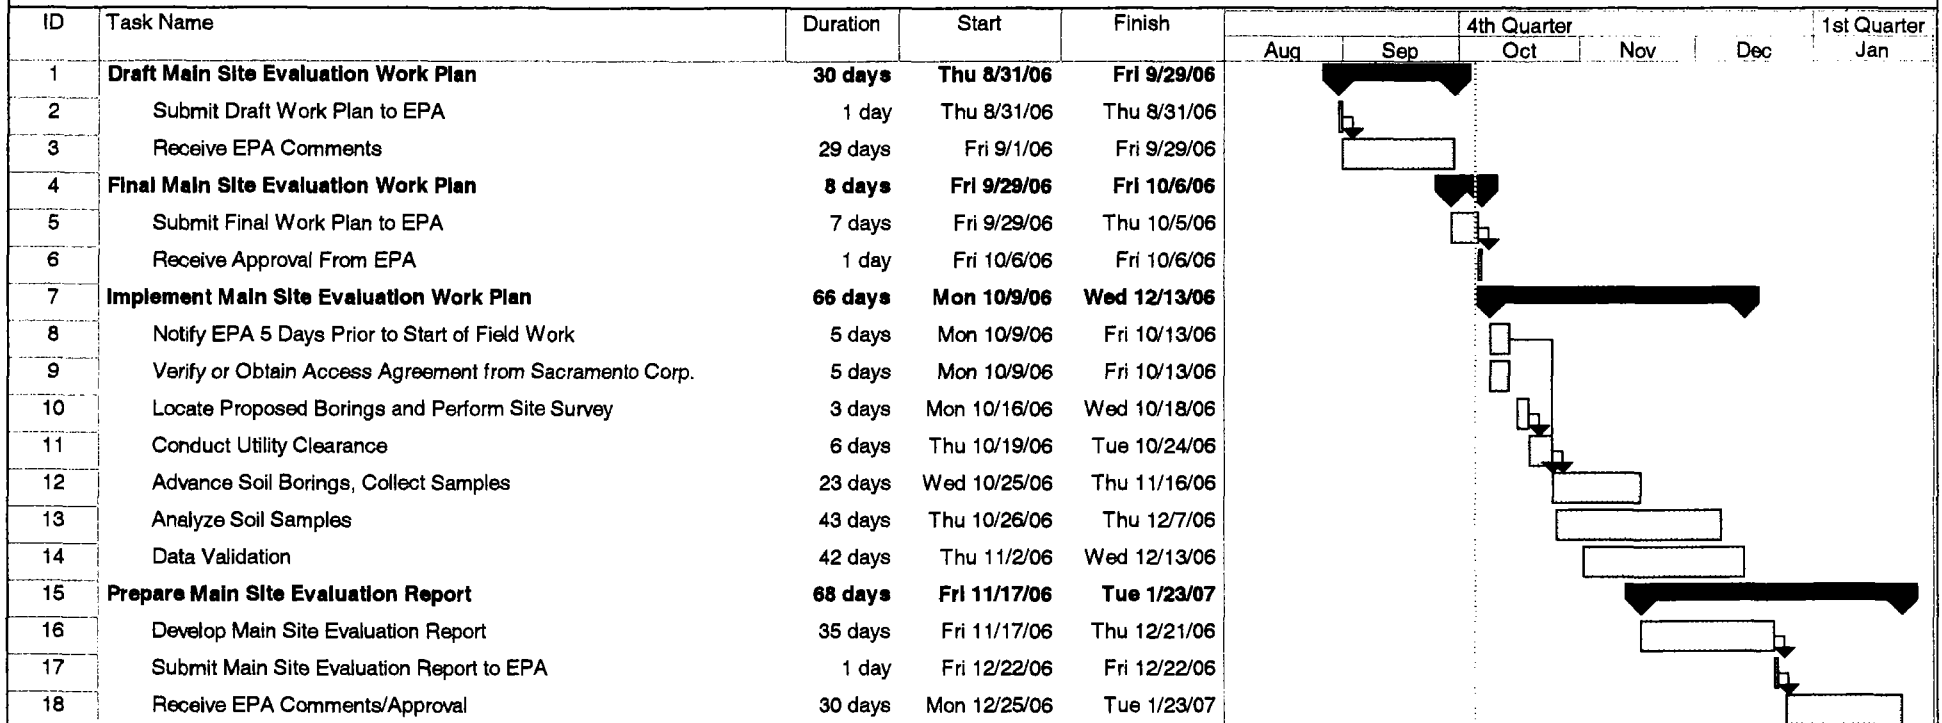 ID Task Name Duration Start Finish 4th Quarter 1st Quarter
Aug Sep Oct Nov Dec Jan
1 Draft Main Site Evaluation Work Plan 30 days Thu 8/31/06 Fri 9/29/06
2 Submit Draft Work Plan to EPA 1 day Thu 8/31/06 Thu 8/31/06
3 Receive EPA Comments 29 days Fri 9/1/06 Fri 9/29/06
4 Final Main Site Evaluation Work Plan 8 days Fri 9/29/06 Fri 10/6/06
5 Submit Final Work Plan to EPA 7 days Fri 9/29/06 Thu 10/5/06
6 Receive Approval From EPA 1 day Fri 10/6/06 Fri 10/6/06
7 Implement Main Site Evaluation Work Plan 66 days Mon 10/9/06 Wed 12/13/06
8 Notify EPA 5 Days Prior to Start of Field Work 5 days Mon 10/9/06 Fri 10/13/06
9 Verify or Obtain Access Agreement from Sacramento Corp. 5 days Mon 10/9/06 Fri 10/13/06
10 Locate Proposed Borings and Perform Site Survey 3 days Mon 10/16/06 Wed 10/18/06
11 Conduct Utility Clearance 6 days Thu 10/19/06 Tue 10/24/06
12 Advance Soil Borings, Collect Samples 23 days Wed 10/25/06 Thu 11/16/06
13 Analyze Soil Samples 43 days Thu 10/26/06 Thu 12/7/06
14 Data Validation 42 days Thu 11/2/06 Wed 12/13/06
15 Prepare Main Site Evaluation Report 68 days Fri 11/17/06 Tue 1/23/07
16 Develop Main Site Evaluation Report 35 days Fri 11/17/06 Thu 12/21/06
17 Submit Main Site Evaluation Report to EPA 1 day Fri 12/22/06 Fri 12/22/06
18 Receive EPA Comments/Approval 30 days Mon 12/25/06 Tue 1/23/07